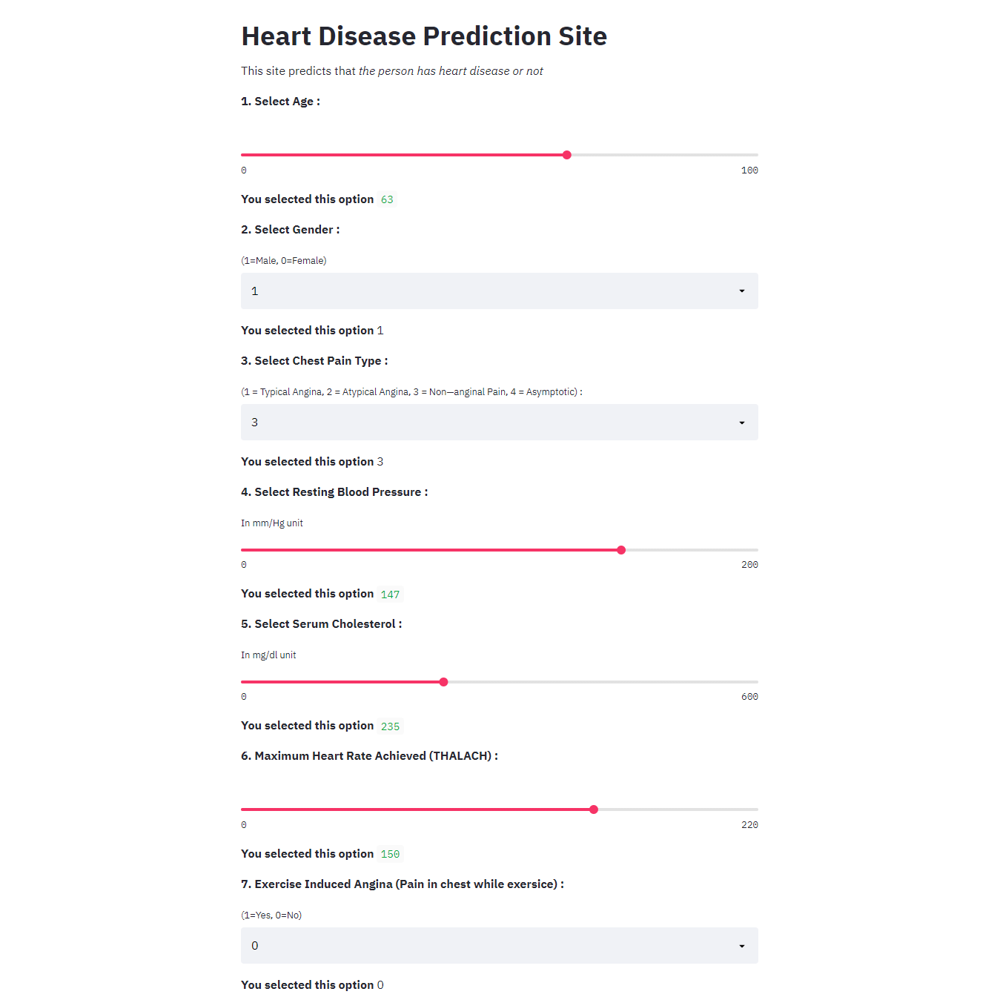 Heart Disease Prediction Site
This site predicts that the person has heart disease or not
1. Select Age :
0 100
You selected this option 63
2. Select Gender :
(1=Male, 0=Female)
1
You selected this option 1
3. Select Chest Pain Type :
(1 = Typical Angina, 2 = Atypical Angina, 3 = Non—anginal Pain, 4 = Asymptotic) :
3
You selected this option 3
4. Select Resting Blood Pressure :
In mm/Hg unit
0 200
You selected this option 147
5. Select Serum Cholesterol :
In mg/dl unit
0 600
You selected this option 235
6. Maximum Heart Rate Achieved (THALACH) :
0 220
You selected this option 150
7. Exercise Induced Angina (Pain in chest while exersice) :
(1=Yes, 0=No)
0
You selected this option 0